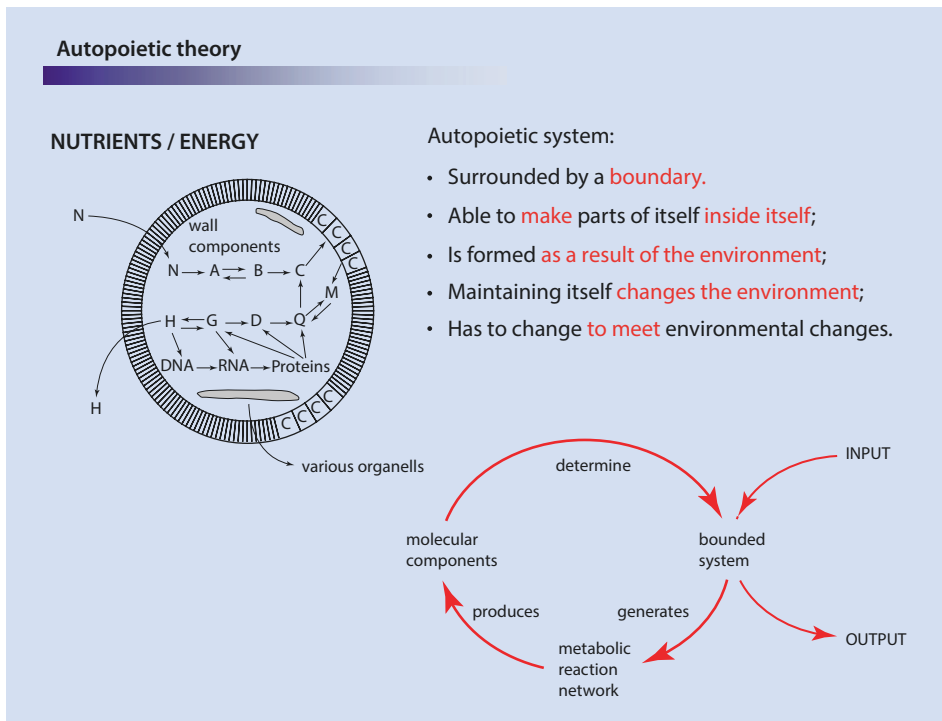 Autopoietic theory
NUTRIENTS / ENERGY
N
wall
components
N A B C
M
H G D Q
DNA RNA Proteins
H
C
C
C
C
C
C
C
C
various organells
Autopoietic system:
• Surrounded by a boundary.
• Able to make parts of itself inside itself;
• Is formed as a result of the environment;
• Maintaining itself changes the environment;
• Has to change to meet environmental changes.
determine
INPUT
molecular
components
bounded
system
produces
generates
OUTPUT
metabolic
reaction
network